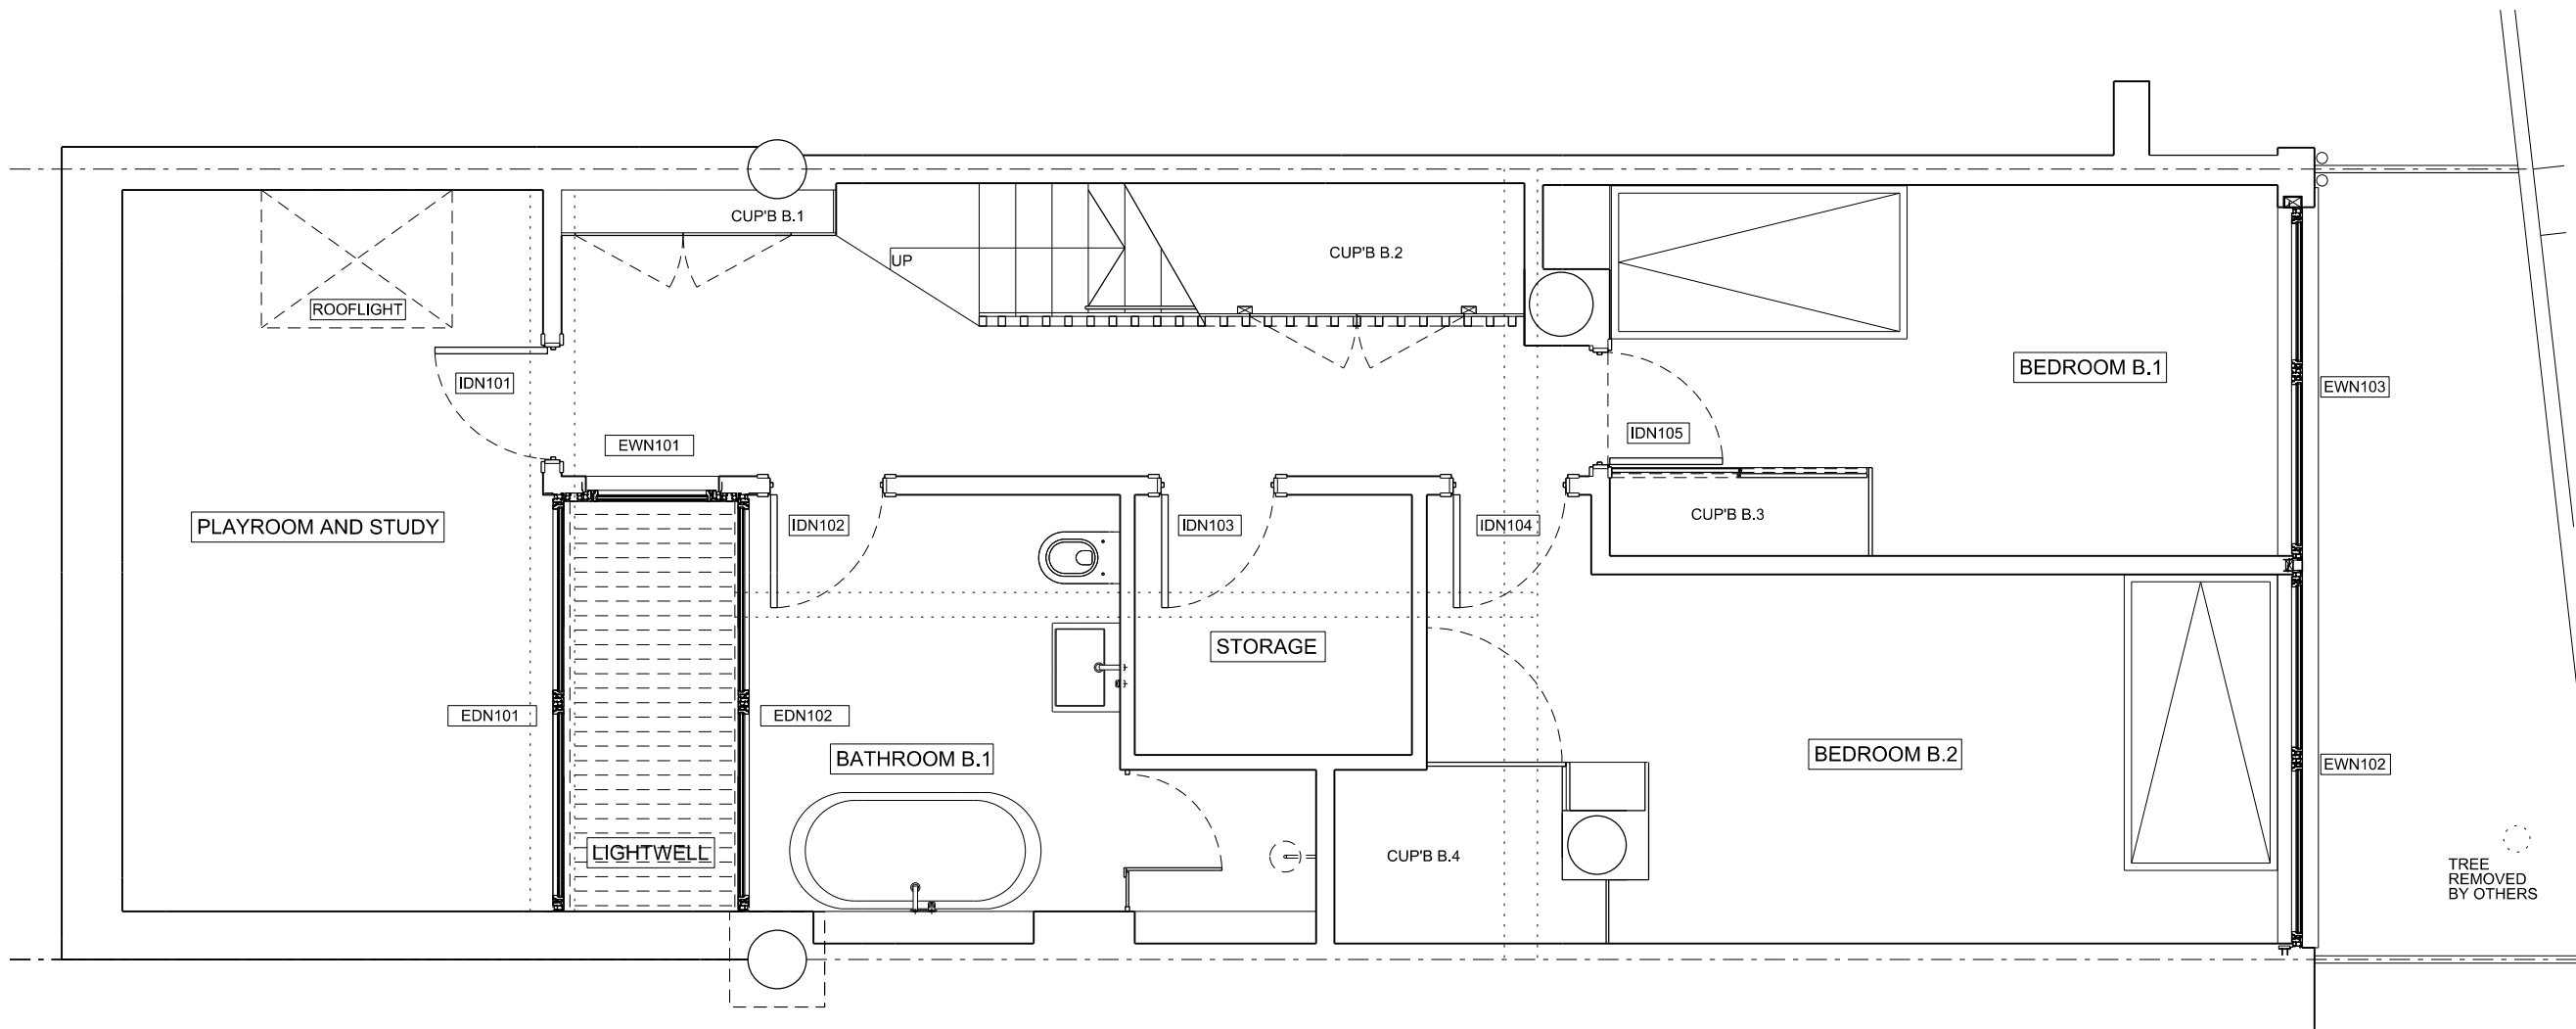 CUP'B B.1
UP
CUP'B B.2
ROOFLIGHT
IDN101
EWN101
BEDROOM B.1
EWN103
IDN105
PLAYROOM AND STUDY
IDN102
IDN103
IDN104
CUP'B B.3
STORAGE
EDN101
EDN102
BATHROOM B.1
BEDROOM B.2
EWN102
LIGHTWELL
CUP'B B.4
TREE
REMOVED
BY OTHERS